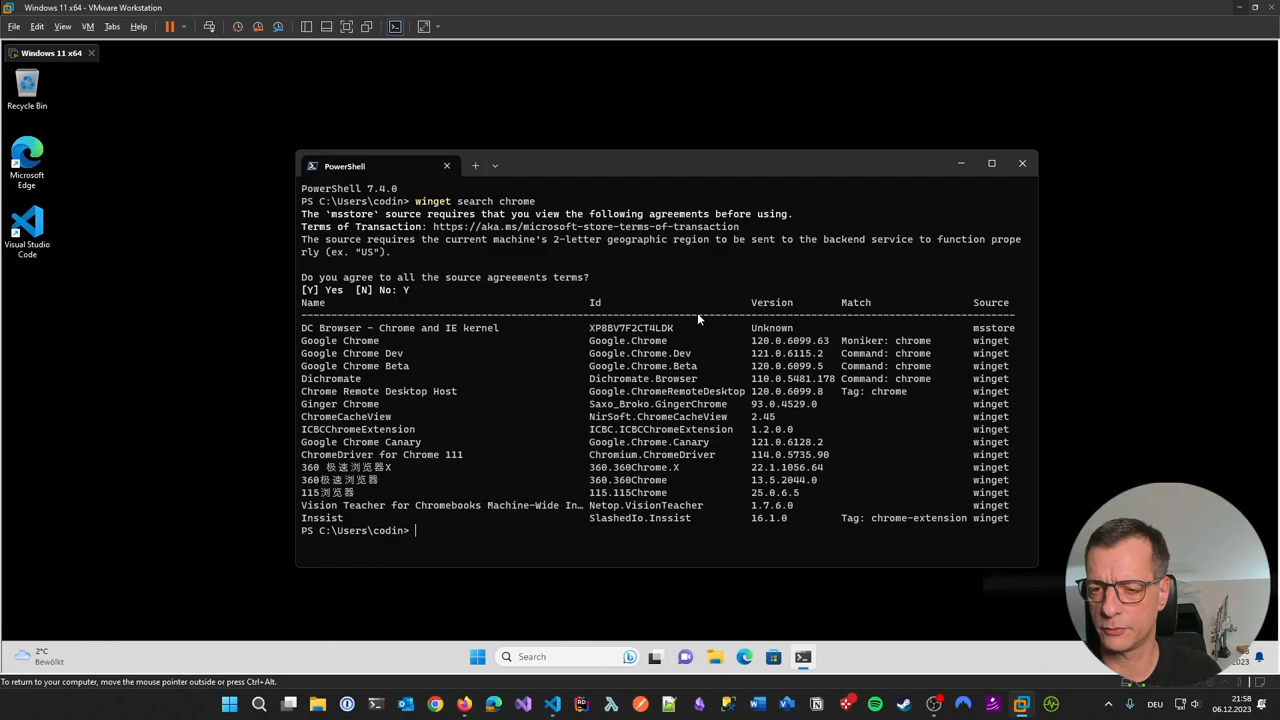 Windows 11 x64 - VMware Workstation
File Edit View VM Tabs Help
Windows 11 x64
Recycle Bin
Microsoft
Edge
Visual Studio
Code
PowerShell
PowerShell 7.4.0
PS C:\Users\codin> winget search chrome
The `msstore` source requires that you view the following agreements before using.
Terms of Transaction: https://aka.ms/microsoft-store-terms-of-transaction
The source requires the current machine's 2-letter geographic region to be sent to the backend service to function prope
rly (ex. "US").
Do you agree to all the source agreements terms?
[Y] Yes [N] No: Y
Name Id Version Match Source
DC Browser - Chrome and IE kernel XP8BV7F2CT4LDK Unknown msstore
Google Chrome Google.Chrome 120.0.6099.63 Moniker: chrome winget
Google Chrome Dev Google.Chrome.Dev 121.0.6115.2 Command: chrome winget
Google Chrome Beta Google.Chrome.Beta 120.0.6099.5 Command: chrome winget
Dichromate Dichromate.Browser 110.0.5481.178 Command: chrome winget
Chrome Remote Desktop Host Google.ChromeRemoteDesktop 120.0.6099.8 Tag: chrome winget
Ginger Chrome Saxo_Broko.GingerChrome 93.0.4529.0 winget
ChromeCacheView NirSoft.ChromeCacheView 2.45 winget
ICBCChromeExtension ICBC.ICBCChromeExtension 1.2.0.0 winget
Google Chrome Canary Google.Chrome.Canary 121.0.6128.2 winget
ChromeDriver for Chrome 111 Chromium.ChromeDriver 114.0.5735.90 winget
360 极速浏览器X 360.360Chrome.X 22.1.1056.64 winget
360极速浏览器 360.360Chrome 13.5.2044.0 winget
115浏览器 115.115Chrome 25.0.6.5 winget
Vision Teacher for Chromebooks Machine-Wide In… Netop.VisionTeacher 1.7.6.0 winget
Inssist SlashedIo.Inssist 16.1.0 Tag: chrome-extension winget
PS C:\Users\codin>
2°C
Bewölkt
Search
2023
To return to your computer, move the mouse pointer outside or press Ctrl+Alt.
21:58
06.12.2023